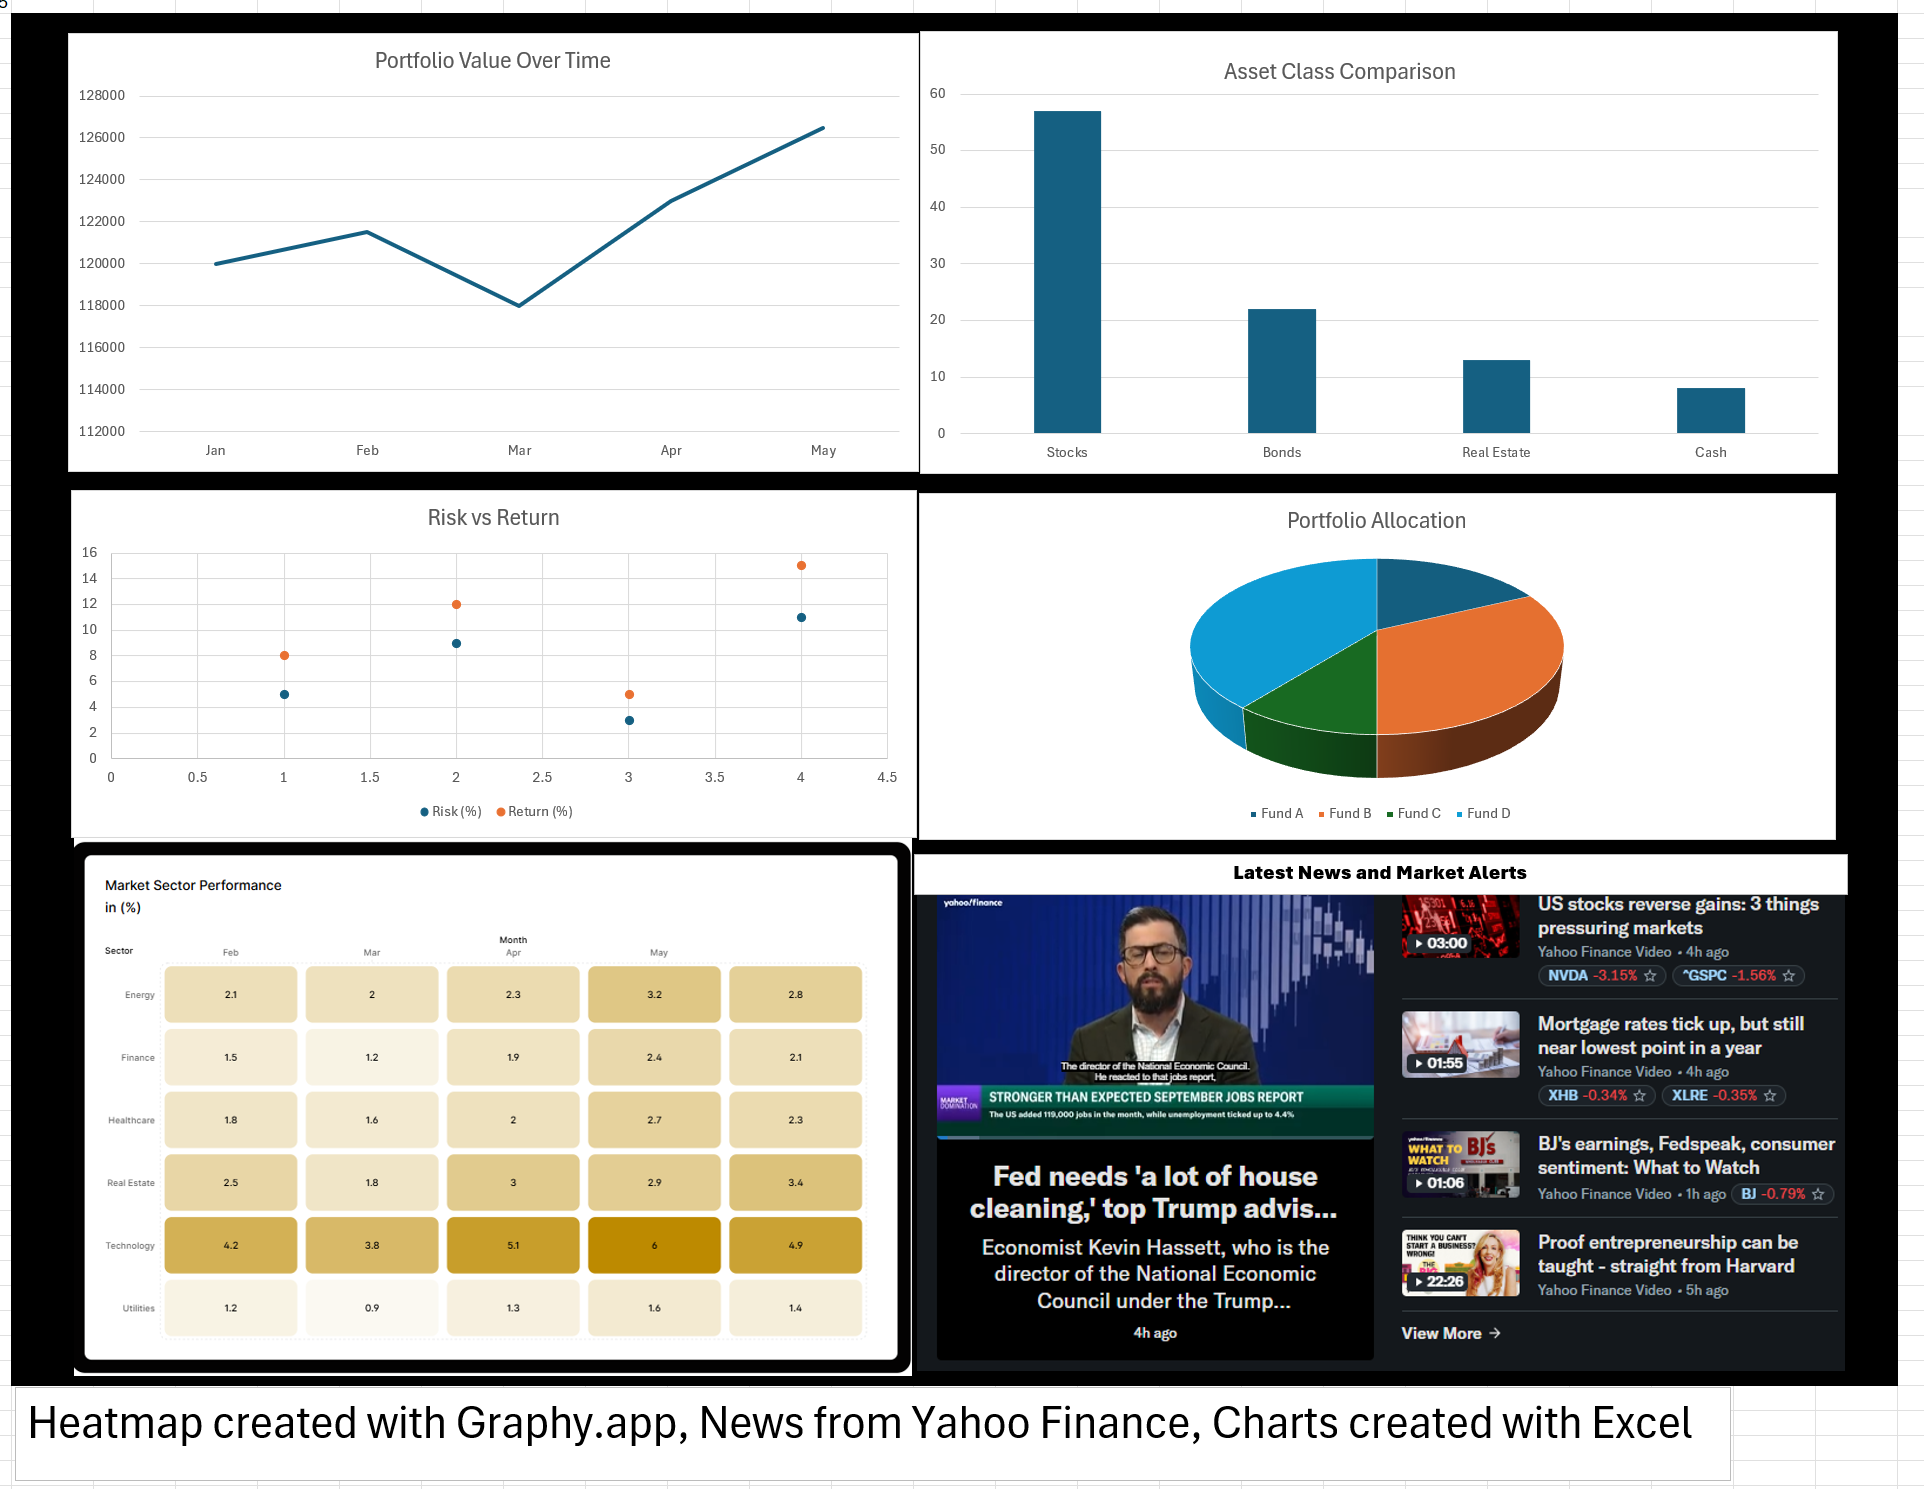 Portfolio Value Over Time
128000
126000
124000
122000
120000
118000
116000
114000
112000
Jan Feb Mar Apr May
Asset Class Comparison
60
50
40
30
20
10
0
Stocks Bonds Real Estate Cash
Risk vs Return
16
14
12
10
8
6
4
2
0
0 0.5 1 1.5 2 2.5 3 3.5 4 4.5
Risk (%) Return (%)
Portfolio Allocation
Fund A Fund B Fund C Fund D
Market Sector Performance
in (%)
Month
Sector Feb Mar Apr May
Energy 2.1 2 2.3 3.2 2.8
Finance 1.5 1.2 1.9 2.4 2.1
Healthcare 1.8 1.6 2 2.7 2.3
Real Estate 2.5 1.8 3 2.9 3.4
Technology 4.2 3.8 5.1 6 4.9
Utilities 1.2 0.9 1.3 1.6 1.4
Latest News and Market Alerts
yahoo/finance
The director of the National Economic Council.
He reacted to that jobs report,
MARKET
DOMINATION
STRONGER THAN EXPECTED SEPTEMBER JOBS REPORT
The US added 119,000 jobs in the month, while unemployment ticked up to 4.4%
Fed needs 'a lot of house
cleaning,' top Trump advis...
Economist Kevin Hassett, who is the
director of the National Economic
Council under the Trump...
4h ago
03:00
US stocks reverse gains: 3 things
pressuring markets
Yahoo Finance Video • 4h ago
NVDA -3.15% ^GSPC -1.56%
01:55
Mortgage rates tick up, but still
near lowest point in a year
Yahoo Finance Video • 4h ago
XHB -0.34% XLRE -0.35%
WHAT TO
WATCH
BJ's
01:06
BJ's earnings, Fedspeak, consumer
sentiment: What to Watch
Yahoo Finance Video • 1h ago BJ -0.79%
THINK YOU CAN'T
START A BUSINESS?
WRONG!
THE
22:26
Proof entrepreneurship can be
taught - straight from Harvard
Yahoo Finance Video • 5h ago
View More →
Heatmap created with Graphy.app, News from Yahoo Finance, Charts created with Excel